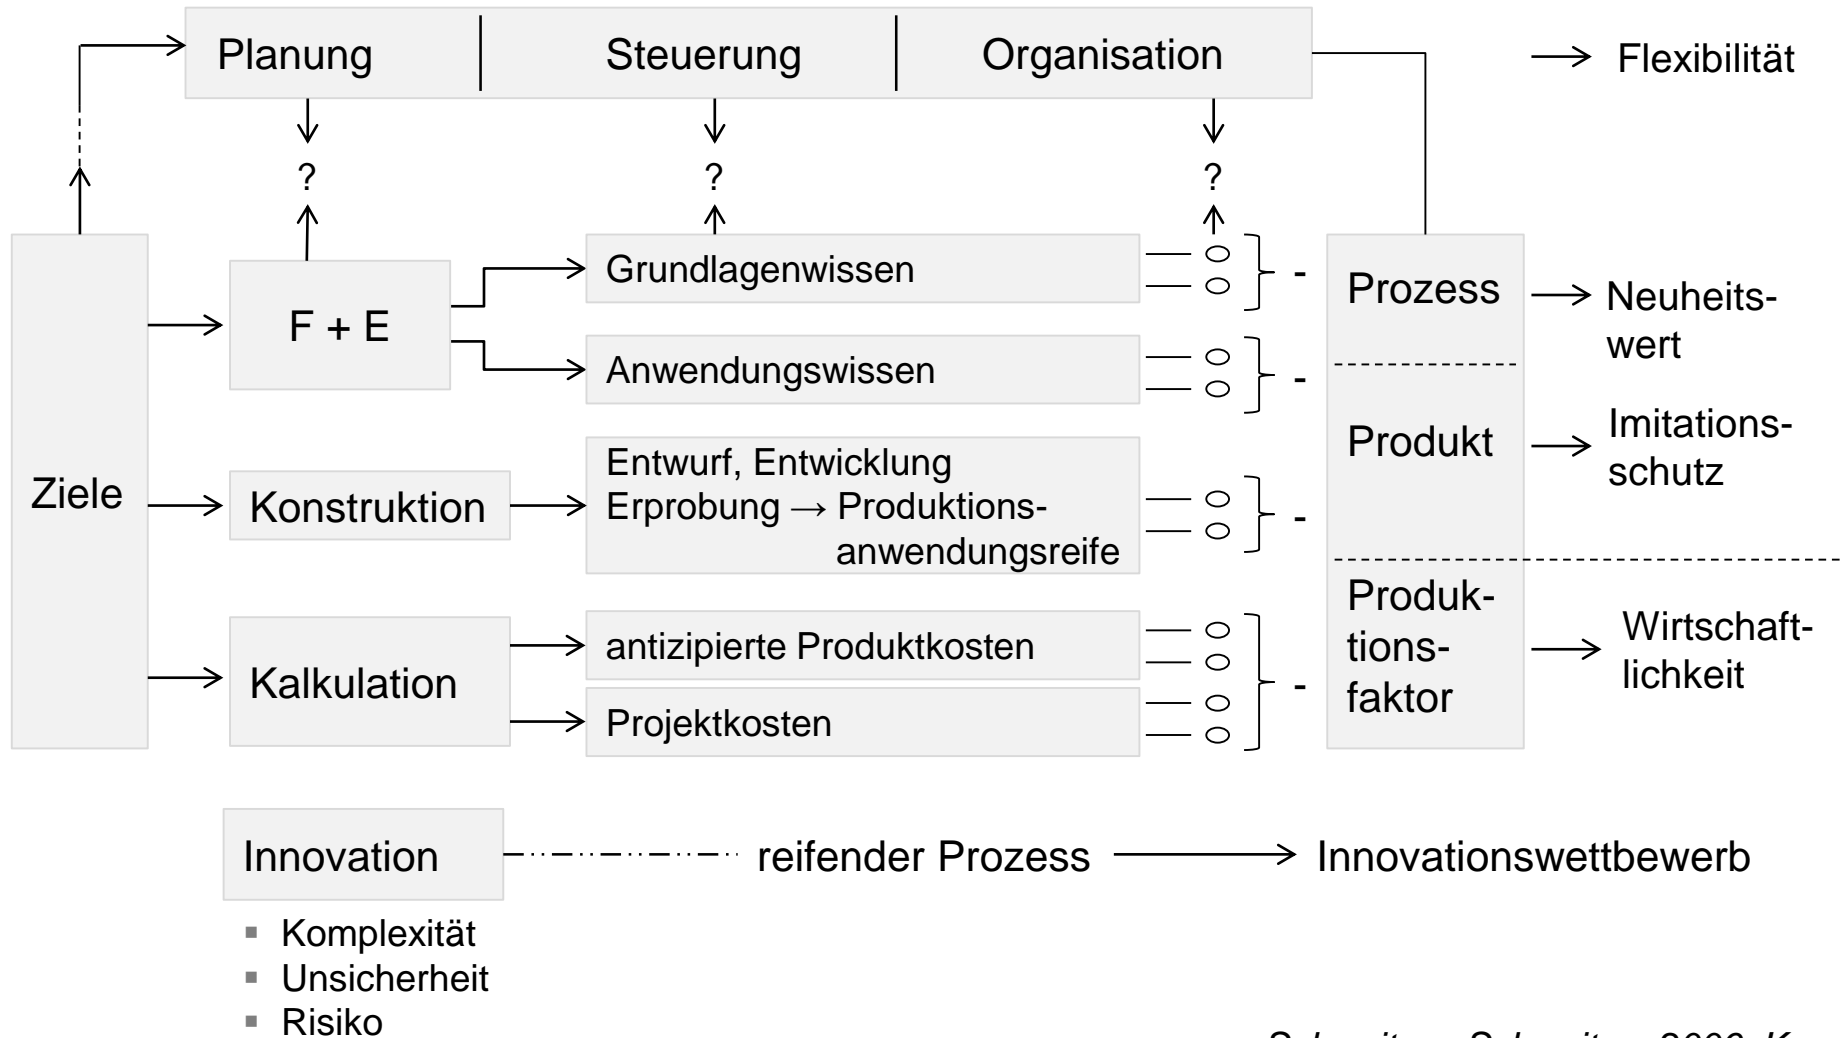 Planung Steuerung Organisation → Flexibilität
? ? ?
Grundlagenwissen
F + E
Anwendungswissen
Ziele
Konstruktion
Entwurf, Entwicklung
Erprobung → Produktions-
anwendungsreife
Kalkulation
antizipierte Produktkosten
Projektkosten
-
-
-
-
Prozess
Neuheits-
wert
Produkt
Imitations-
schutz
Produk-
tions-
faktor
Wirtschaft-
lichkeit
Innovation reifender Prozess → Innovationswettbewerb
▪ Komplexität
▪ Unsicherheit
▪ Risiko